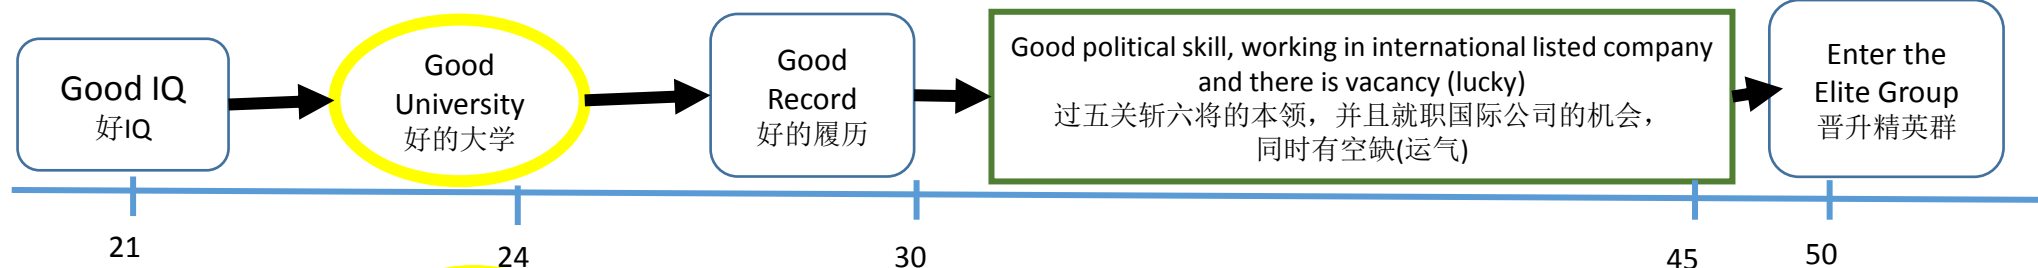 Good IQ
好IQ
Good
University
好的大学
Good
Record
好的履历
Good political skill, working in international listed company
and there is vacancy (lucky)
过五关斩六将的本领，并且就职国际公司的机会，
同时有空缺(运气)
Enter the
Elite Group
晋升精英群
21
24
30
45
50